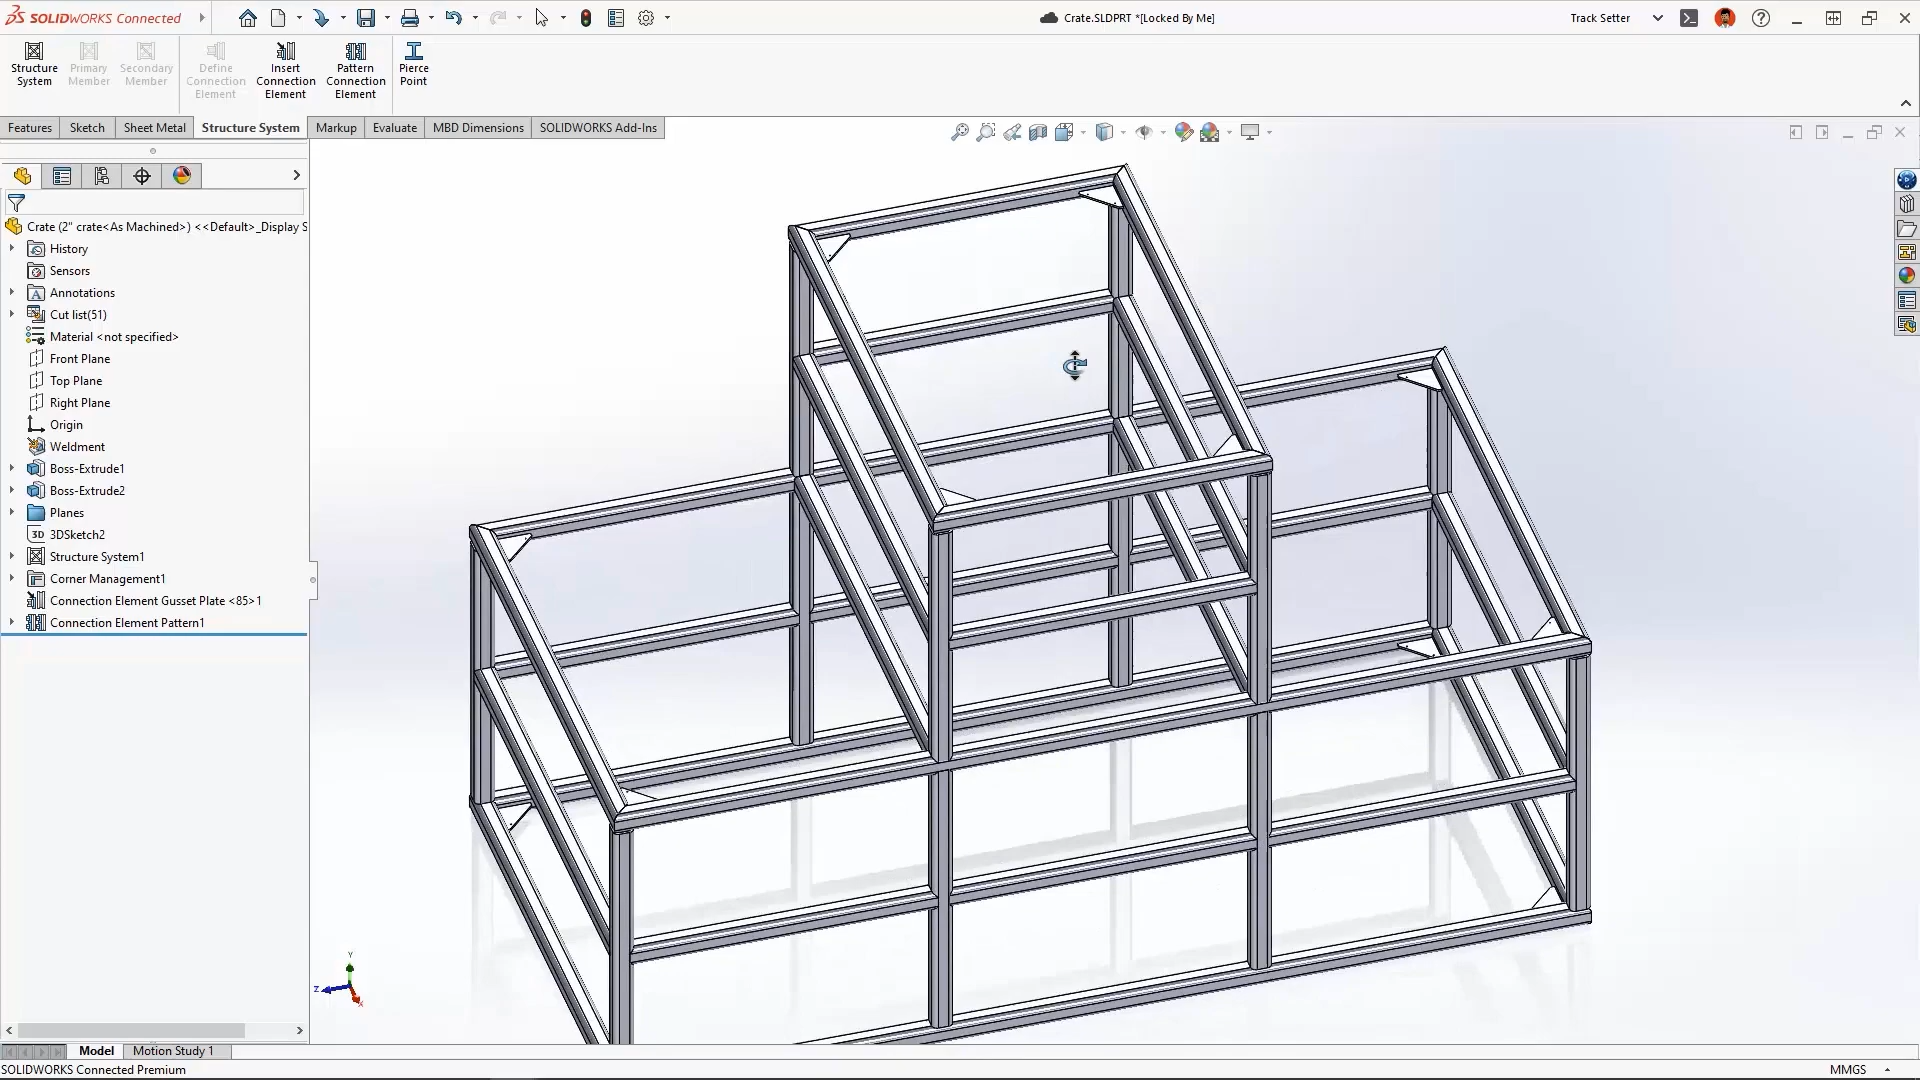 SOLIDWORKS Connected
Crate.SLDPRT *[Locked By Me]
Track Setter
Structure System
Primary Member
Secondary Member
Define Connection Element
Insert Connection Element
Pattern Connection Element
Pierce Point
Features
Sketch
Sheet Metal
Structure System
Markup
Evaluate
MBD Dimensions
SOLIDWORKS Add-Ins
Crate (2" crate<As Machined>) <<Default>_Display S
History
Sensors
Annotations
Cut list(51)
Material <not specified>
Front Plane
Top Plane
Right Plane
Origin
Weldment
Boss-Extrude1
Boss-Extrude2
Planes
3D 3DSketch2
Structure System1
Corner Management1
Connection Element Gusset Plate <85>1
Connection Element Pattern1
Y
Z
X
Model
Motion Study 1
SOLIDWORKS Connected Premium
MMGS